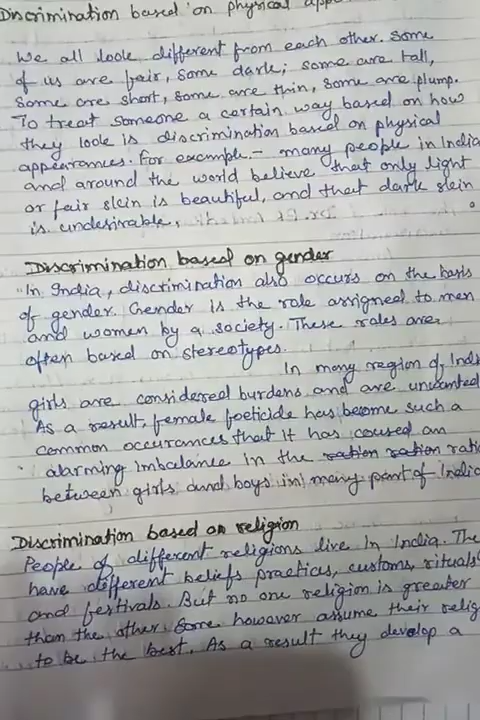 Discrimination based on physical appe
We all look different from each other. Some
of us are fair, some dark; some are tall,
some are short, some are thin, some are plump.
To treat someone a certain way based on how
they look is discrimination based on physical
appearances. For example - many people in India
and around the world believe that only light
or fair skin is beautiful, and that dark skin
is undesirable,
Discrimination based on gender
In India, discrimination also occurs on the basis
of gender. Gender is the role assigned to men
and women by a society. These roles are
often based on stereotypes.
In many region of Indi
girls are considered burdens and are unwanted
As a result, female foeticide has become such a
common occurances that it has caused an
alarming imbalance in the ration ration ratio
between girls and boys in many part of India
Discrimination based on religion
People of different religions live in India. The
have different beliefs practices, customs, rituals
and festivals. But no one religion is greater
than the other. Some however assume their relig
to be the best. As a result they develop a